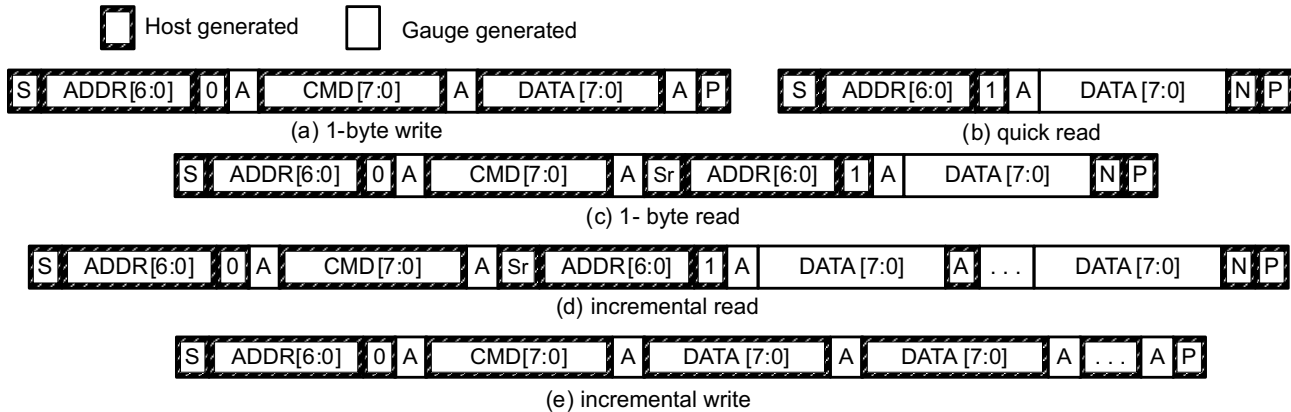 Host generated Gauge generated
S ADDR[6:0] 0 A CMD[7:0] A DATA [7:0] A P S ADDR[6:0] 1 A DATA [7:0] N P
(a) 1-byte write (b) quick read
S ADDR[6:0] 0 A CMD[7:0] A Sr ADDR[6:0] 1 A DATA [7:0] N P
(c) 1- byte read
S ADDR[6:0] 0 A CMD[7:0] A Sr ADDR[6:0] 1 A DATA [7:0] A . . . DATA [7:0] N P
(d) incremental read
S ADDR[6:0] 0 A CMD[7:0] A DATA [7:0] A DATA [7:0] A . . . A P
(e) incremental write